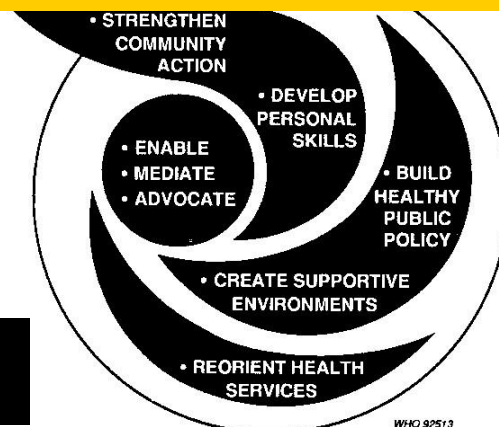 • STRENGTHEN
COMMUNITY
ACTION
• DEVELOP
PERSONAL
SKILLS
• ENABLE
• MEDIATE
• ADVOCATE
• BUILD
HEALTHY
PUBLIC
POLICY
• CREATE SUPPORTIVE
ENVIRONMENTS
• REORIENT HEALTH
SERVICES
WHO 92513